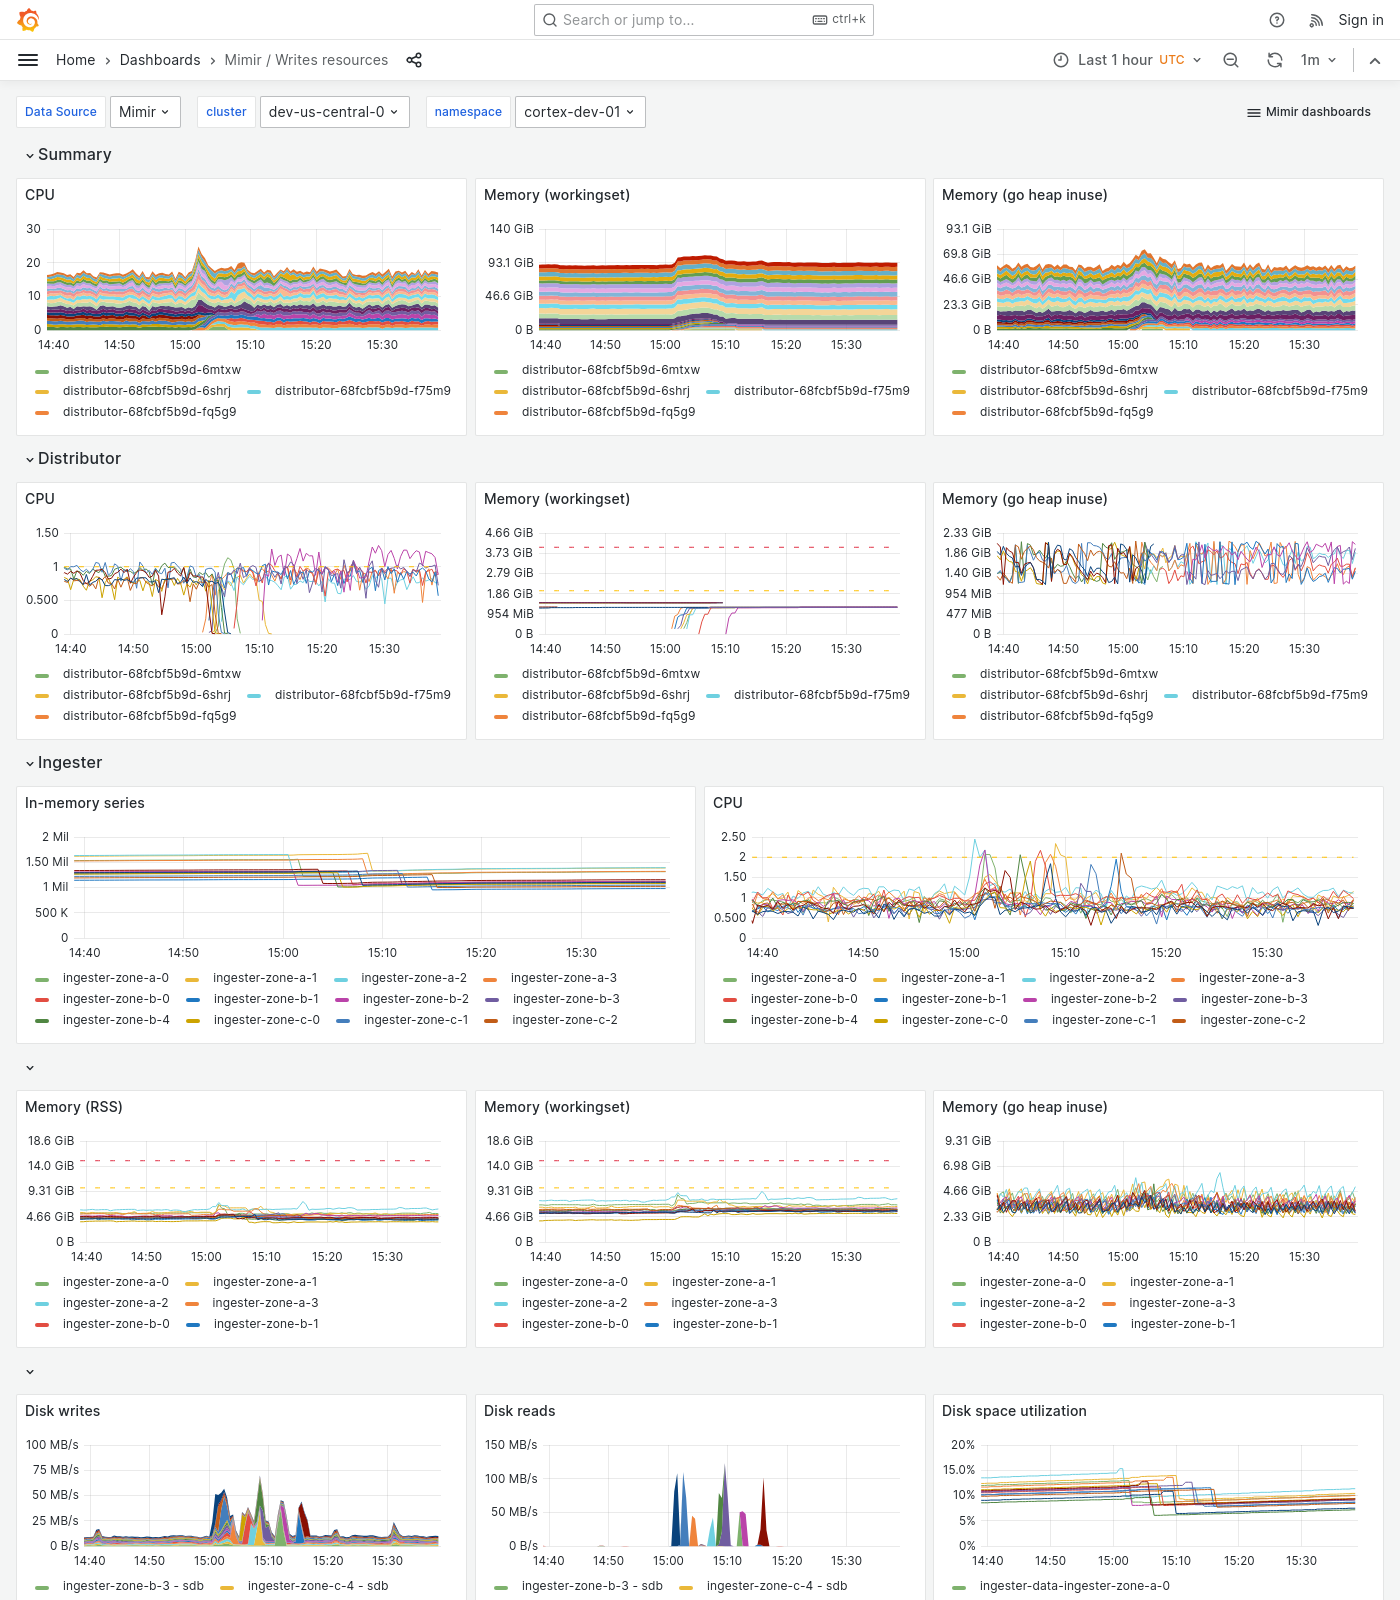 Search or jump to...
ctrl+k
Sign in
Home › Dashboards › Mimir / Writes resources
Last 1 hour UTC
1m
Data Source
Mimir
cluster
dev-us-central-0
namespace
cortex-dev-01
Mimir dashboards
Summary
CPU
30
20
10
0
14:40 14:50 15:00 15:10 15:20 15:30
distributor-68fcbf5b9d-6mtxw
distributor-68fcbf5b9d-6shrj distributor-68fcbf5b9d-f75m9
distributor-68fcbf5b9d-fq5g9
Memory (workingset)
140 GiB
93.1 GiB
46.6 GiB
0 B
14:40 14:50 15:00 15:10 15:20 15:30
distributor-68fcbf5b9d-6mtxw
distributor-68fcbf5b9d-6shrj distributor-68fcbf5b9d-f75m9
distributor-68fcbf5b9d-fq5g9
Memory (go heap inuse)
93.1 GiB
69.8 GiB
46.6 GiB
23.3 GiB
0 B
14:40 14:50 15:00 15:10 15:20 15:30
distributor-68fcbf5b9d-6mtxw
distributor-68fcbf5b9d-6shrj distributor-68fcbf5b9d-f75m9
distributor-68fcbf5b9d-fq5g9
Distributor
CPU
1.50
1
0.500
0
14:40 14:50 15:00 15:10 15:20 15:30
distributor-68fcbf5b9d-6mtxw
distributor-68fcbf5b9d-6shrj distributor-68fcbf5b9d-f75m9
distributor-68fcbf5b9d-fq5g9
Memory (workingset)
4.66 GiB
3.73 GiB
2.79 GiB
1.86 GiB
954 MiB
0 B
14:40 14:50 15:00 15:10 15:20 15:30
distributor-68fcbf5b9d-6mtxw
distributor-68fcbf5b9d-6shrj distributor-68fcbf5b9d-f75m9
distributor-68fcbf5b9d-fq5g9
Memory (go heap inuse)
2.33 GiB
1.86 GiB
1.40 GiB
954 MiB
477 MiB
0 B
14:40 14:50 15:00 15:10 15:20 15:30
distributor-68fcbf5b9d-6mtxw
distributor-68fcbf5b9d-6shrj distributor-68fcbf5b9d-f75m9
distributor-68fcbf5b9d-fq5g9
Ingester
In-memory series
2 Mil
1.50 Mil
1 Mil
500 K
0
14:40 14:50 15:00 15:10 15:20 15:30
ingester-zone-a-0 ingester-zone-a-1 ingester-zone-a-2 ingester-zone-a-3
ingester-zone-b-0 ingester-zone-b-1 ingester-zone-b-2 ingester-zone-b-3
ingester-zone-b-4 ingester-zone-c-0 ingester-zone-c-1 ingester-zone-c-2
CPU
2.50
2
1.50
1
0.500
0
14:40 14:50 15:00 15:10 15:20 15:30
ingester-zone-a-0 ingester-zone-a-1 ingester-zone-a-2 ingester-zone-a-3
ingester-zone-b-0 ingester-zone-b-1 ingester-zone-b-2 ingester-zone-b-3
ingester-zone-b-4 ingester-zone-c-0 ingester-zone-c-1 ingester-zone-c-2
Memory (RSS)
18.6 GiB
14.0 GiB
9.31 GiB
4.66 GiB
0 B
14:40 14:50 15:00 15:10 15:20 15:30
ingester-zone-a-0 ingester-zone-a-1
ingester-zone-a-2 ingester-zone-a-3
ingester-zone-b-0 ingester-zone-b-1
Memory (workingset)
18.6 GiB
14.0 GiB
9.31 GiB
4.66 GiB
0 B
14:40 14:50 15:00 15:10 15:20 15:30
ingester-zone-a-0 ingester-zone-a-1
ingester-zone-a-2 ingester-zone-a-3
ingester-zone-b-0 ingester-zone-b-1
Memory (go heap inuse)
9.31 GiB
6.98 GiB
4.66 GiB
2.33 GiB
0 B
14:40 14:50 15:00 15:10 15:20 15:30
ingester-zone-a-0 ingester-zone-a-1
ingester-zone-a-2 ingester-zone-a-3
ingester-zone-b-0 ingester-zone-b-1
Disk writes
100 MB/s
75 MB/s
50 MB/s
25 MB/s
0 B/s
14:40 14:50 15:00 15:10 15:20 15:30
ingester-zone-b-3 - sdb ingester-zone-c-4 - sdb
Disk reads
150 MB/s
100 MB/s
50 MB/s
0 B/s
14:40 14:50 15:00 15:10 15:20 15:30
ingester-zone-b-3 - sdb ingester-zone-c-4 - sdb
Disk space utilization
20%
15.0%
10%
5%
0%
14:40 14:50 15:00 15:10 15:20 15:30
ingester-data-ingester-zone-a-0